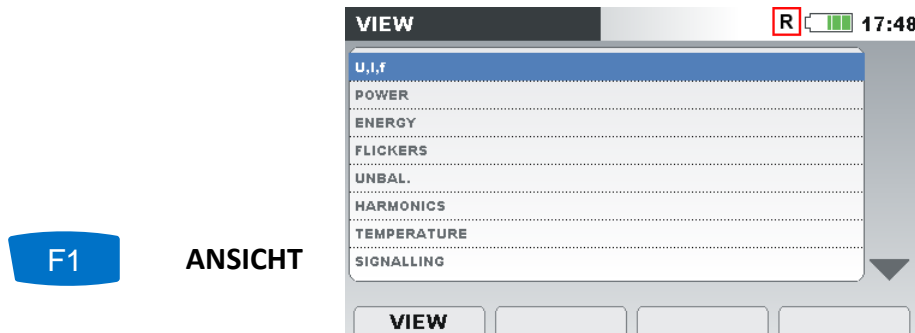 VIEW R 17:48
U,I,f
POWER
ENERGY
FLICKERS
UNBAL.
HARMONICS
TEMPERATURE
SIGNALLING
F1 ANSICHT
VIEW